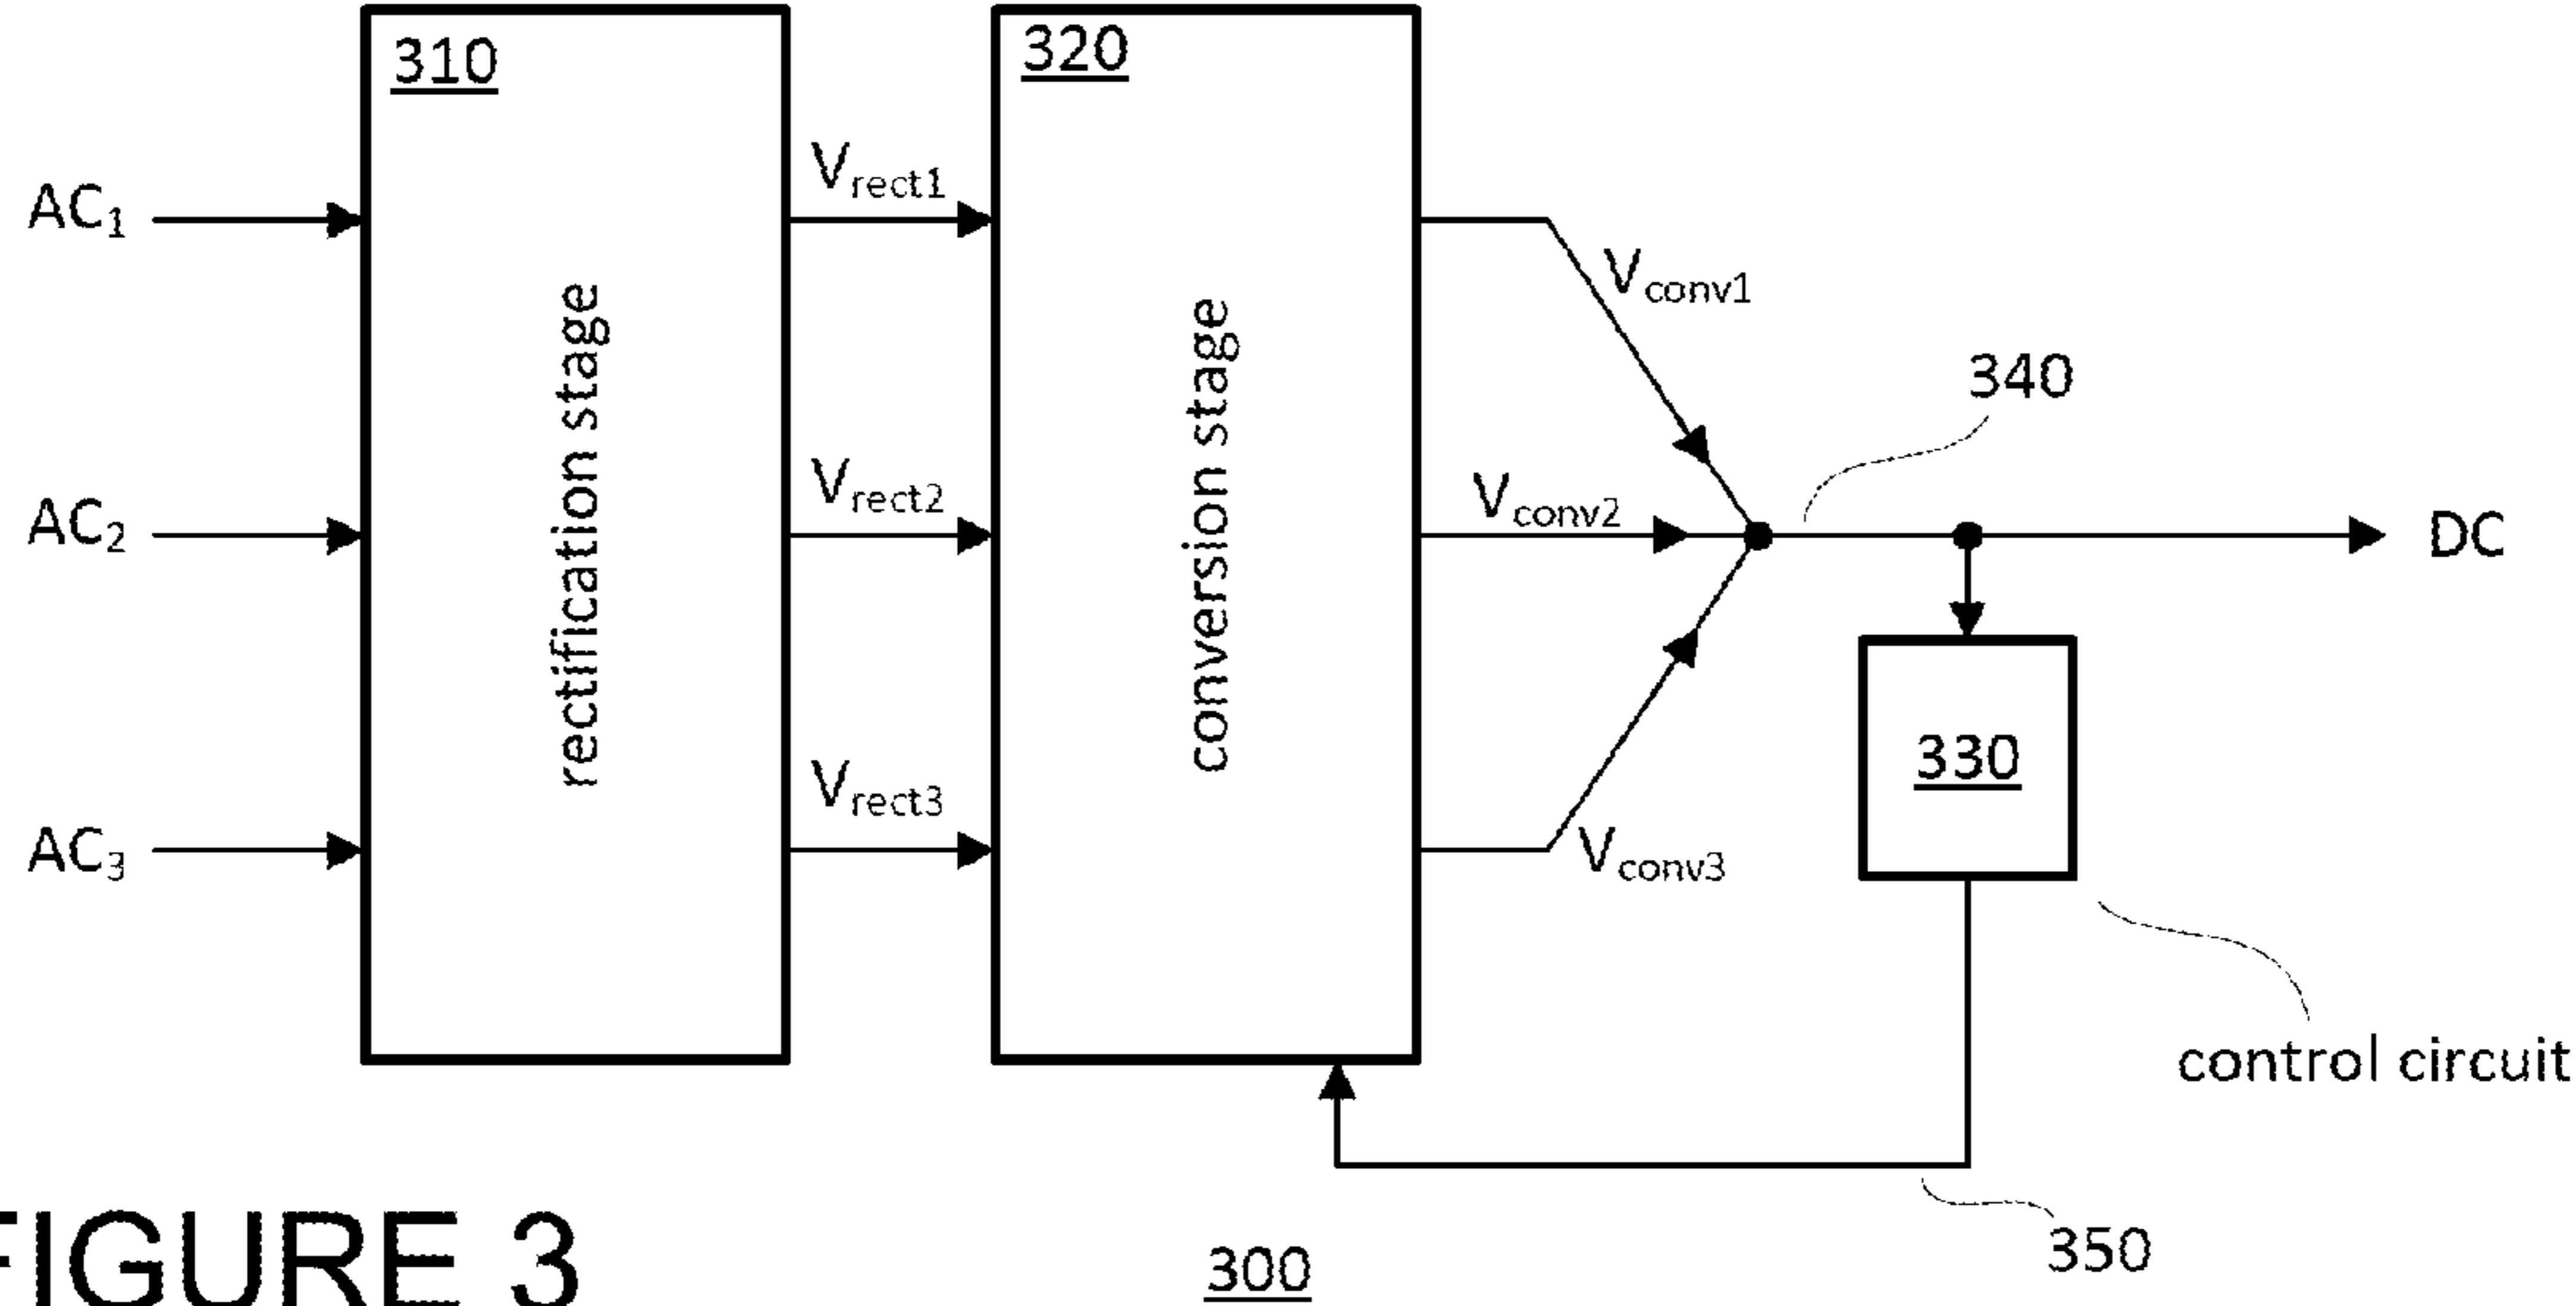 310
320
AC1
Vrect1
Vconv1
rectification stage
conversion stage
340
AC2
Vrect2
Vconv2
DC
330
AC3
Vrect3
Vconv3
control circuit
350
FIGURE 3
300